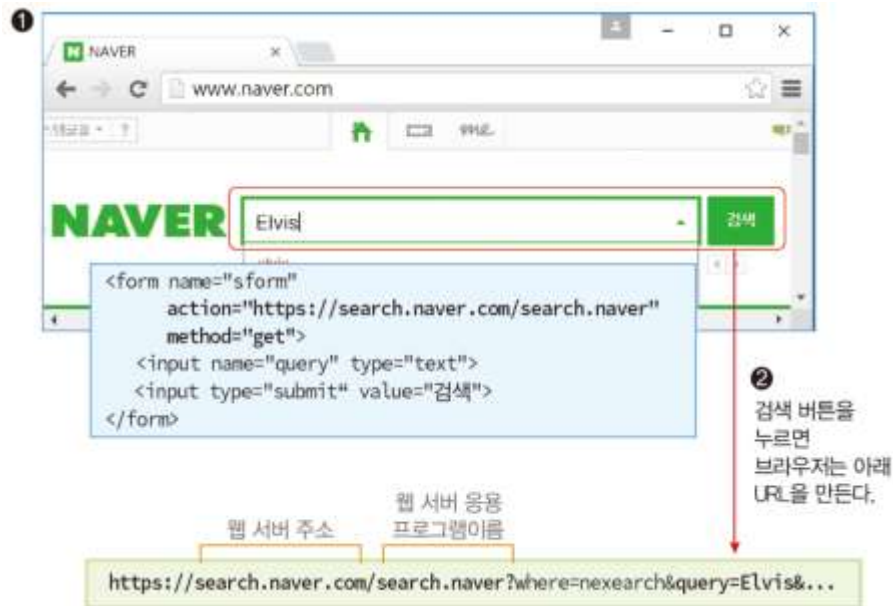 ❶
NAVER ×
www.naver.com
?
NAVER
Elvis
검색
<form name="sform"
action="https://search.naver.com/search.naver"
method="get">
<input name="query" type="text">
<input type="submit“ value="검색">
</form>
❷
검색 버튼을
누르면
브라우저는 아래
URL을 만든다.
웹 서버 주소
웹 서버 응용
프로그램이름
https://search.naver.com/search.naver?where=nexearch&query=Elvis&...